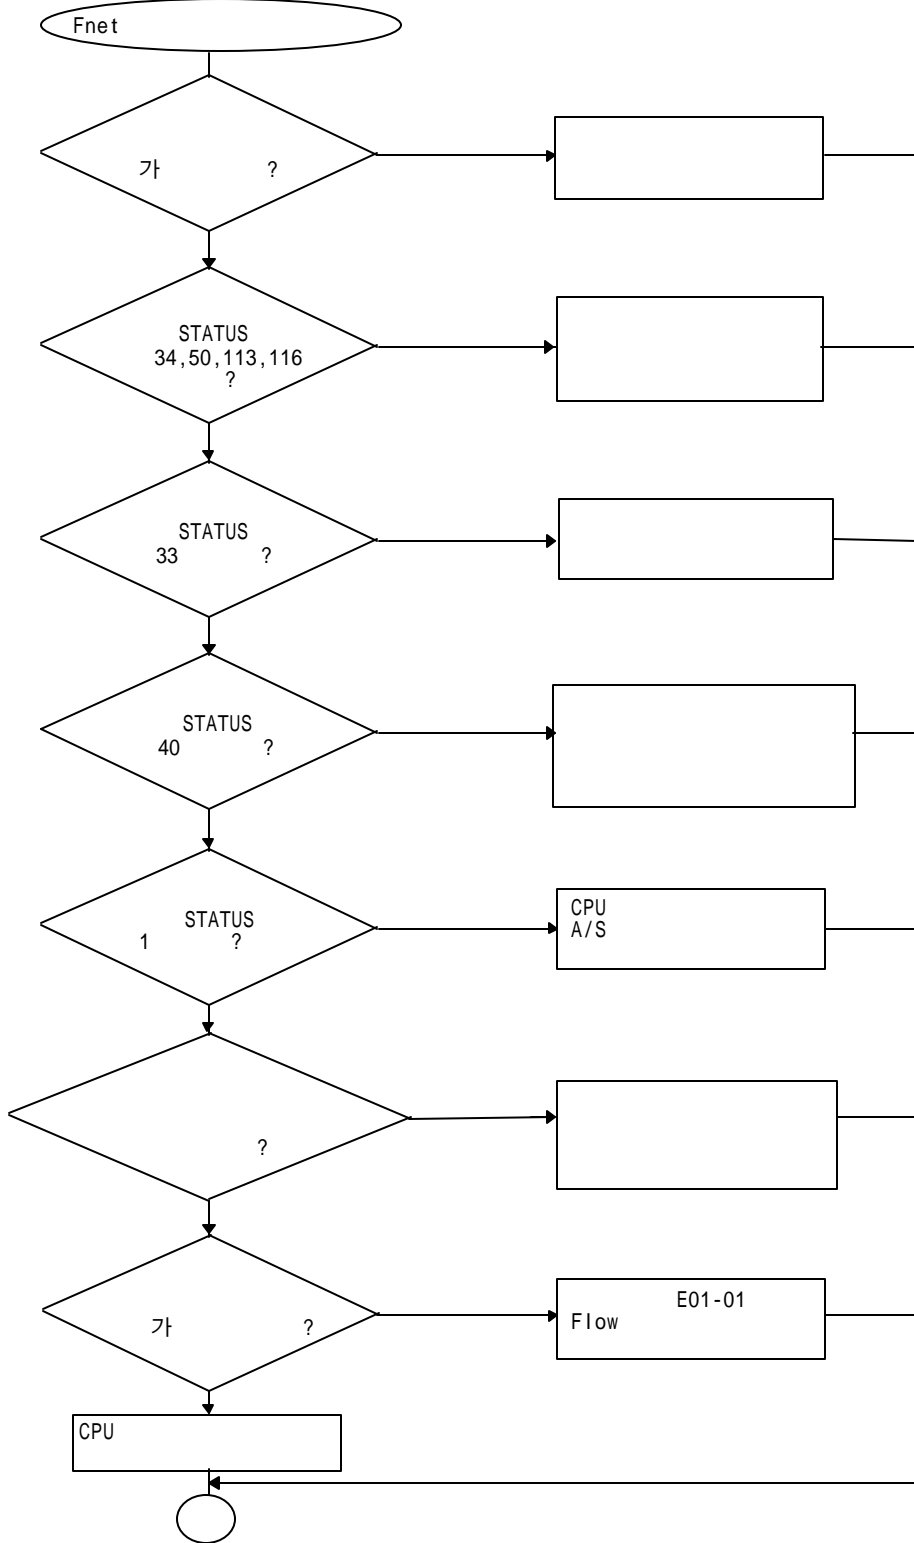 Fnet
가 ?
STATUS
34,50,113,116
?
STATUS
33 ?
STATUS
40 ?
STATUS
1 ?
CPU
A/S
?
가 ?
E01-01
Flow
CPU